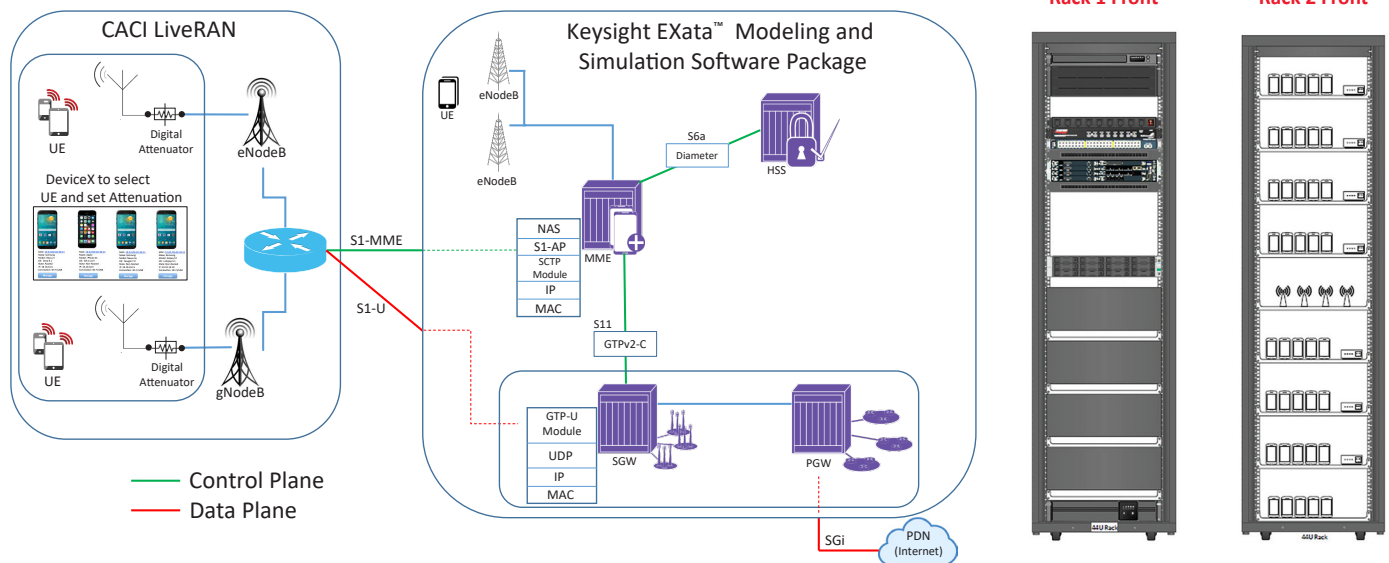 CACI LiveRAN
UE
Digital
Attenuator
eNodeB
DeviceX to select
UE and set Attenuation
UE
Digital
Attenuator
gNodeB
Control Plane
Data Plane
S1-MME
S1-U
Keysight EXata™ Modeling and
Simulation Software Package
UE
eNodeB
eNodeB
S6a
Diameter
HSS
NAS
S1-AP
SCTP
Module
IP
MAC
MME
S11
GTPv2-C
GTP-U
Module
UDP
IP
MAC
SGW
PGW
SGi
PDN
(Internet)
Rack 1 Front
44U Rack
Rack 2 Front
44U Rack